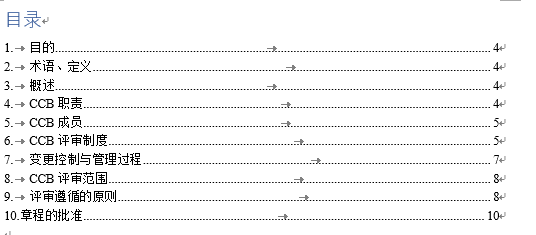 目录
1. 目的 4
2. 术语、定义 4
3. 概述 4
4. CCB 职责 4
5. CCB 成员 5
6. CCB 评审制度 5
7. 变更控制与管理过程 7
8. CCB 评审范围 8
9. 评审遵循的原则 8
10.章程的批准 10